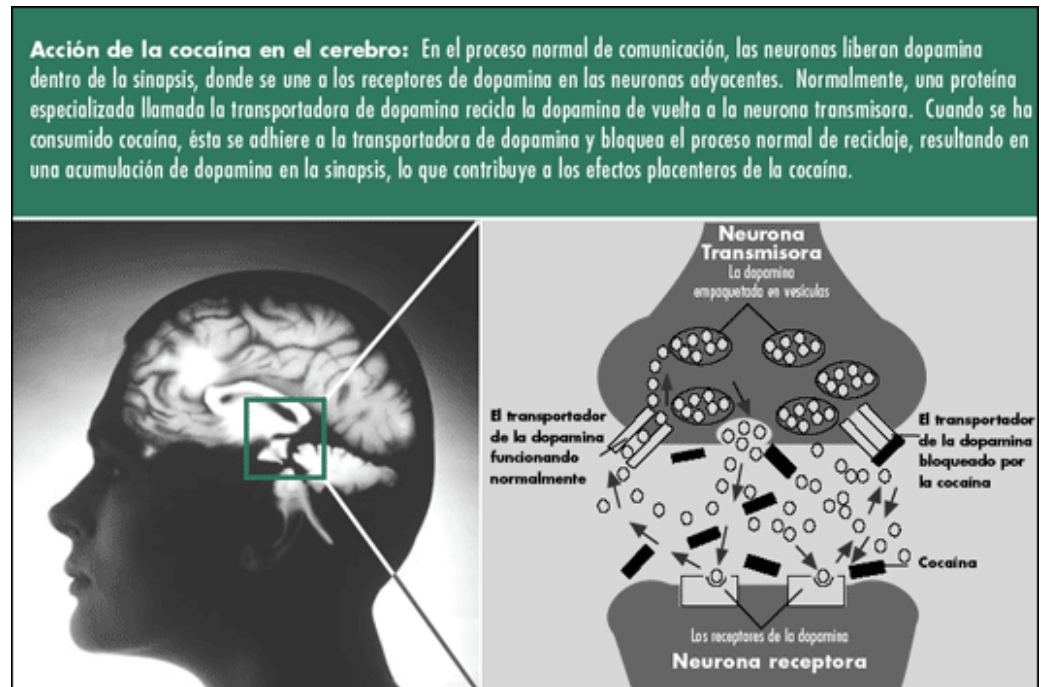 Acción de la cocaína en el cerebro: En el proceso normal de comunicación, las neuronas liberan dopamina
dentro de la sinapsis, donde se une a los receptores de dopamina en las neuronas adyacentes. Normalmente, una proteína
especializada llamada la transportadora de dopamina recicla la dopamina de vuelta a la neurona transmisora. Cuando se ha
consumido cocaína, ésta se adhiere a la transportadora de dopamina y bloquea el proceso normal de reciclaje, resultando en
una acumulación de dopamina en la sinapsis, lo que contribuye a los efectos placenteros de la cocaína.
Neurona
Transmisora
La dopamina
empaquetada en vesículas
El transportador
de la dopamina
funcionando
normalmente
El transportador
de la dopamina
bloqueado por
la cocaína
Cocaína
Los receptores de la dopamina
Neurona receptora